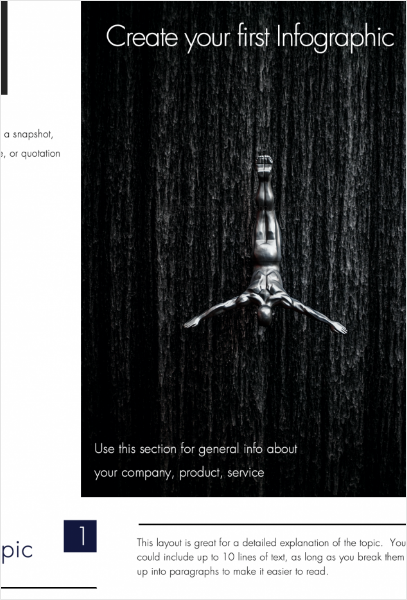 Create your first Infographic
a snapshot,
, or quotation
Use this section for general info about
your company, product, service
1
pic
This layout is great for a detailed explanation of the topic. You
could include up to 10 lines of text, as long as you break them
up into paragraphs to make it easier to read.